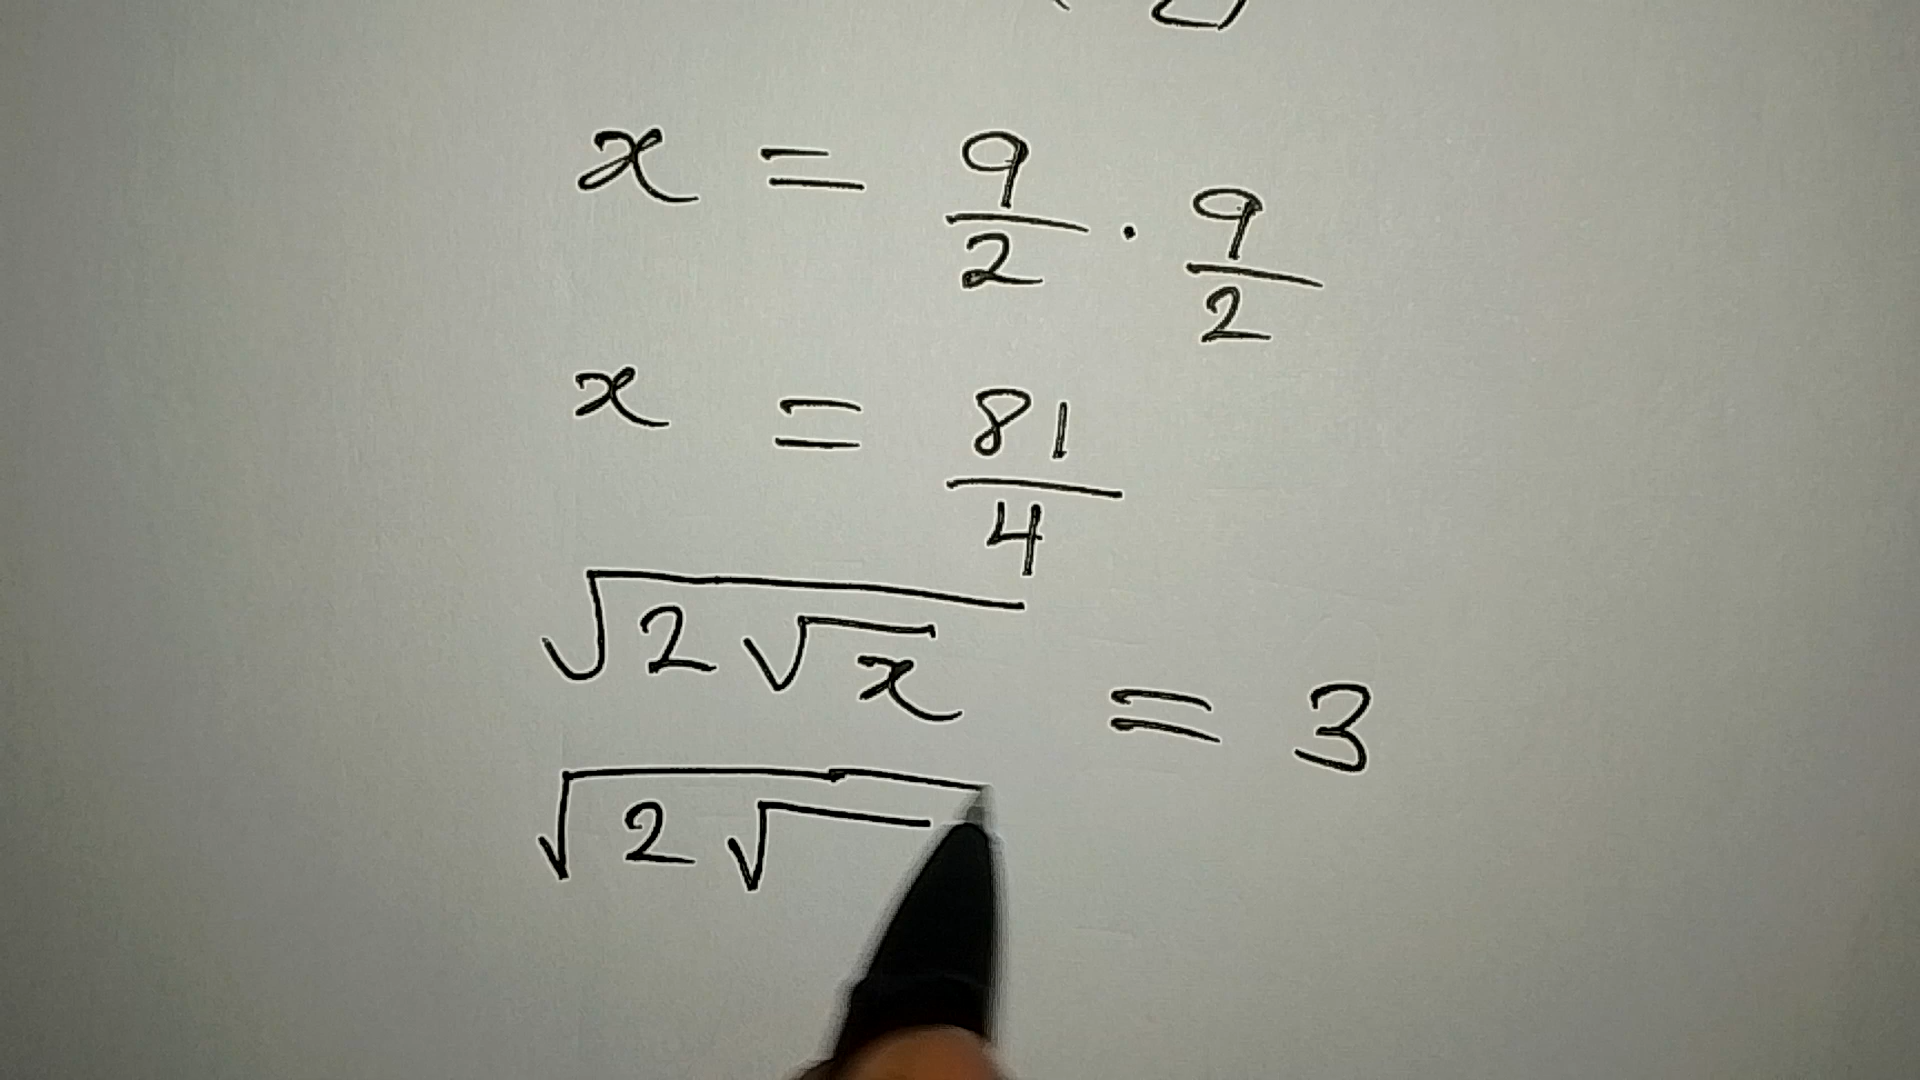 x = 9/2 · 9/2
x = 81/4
√(2√x) = 3
√(2√